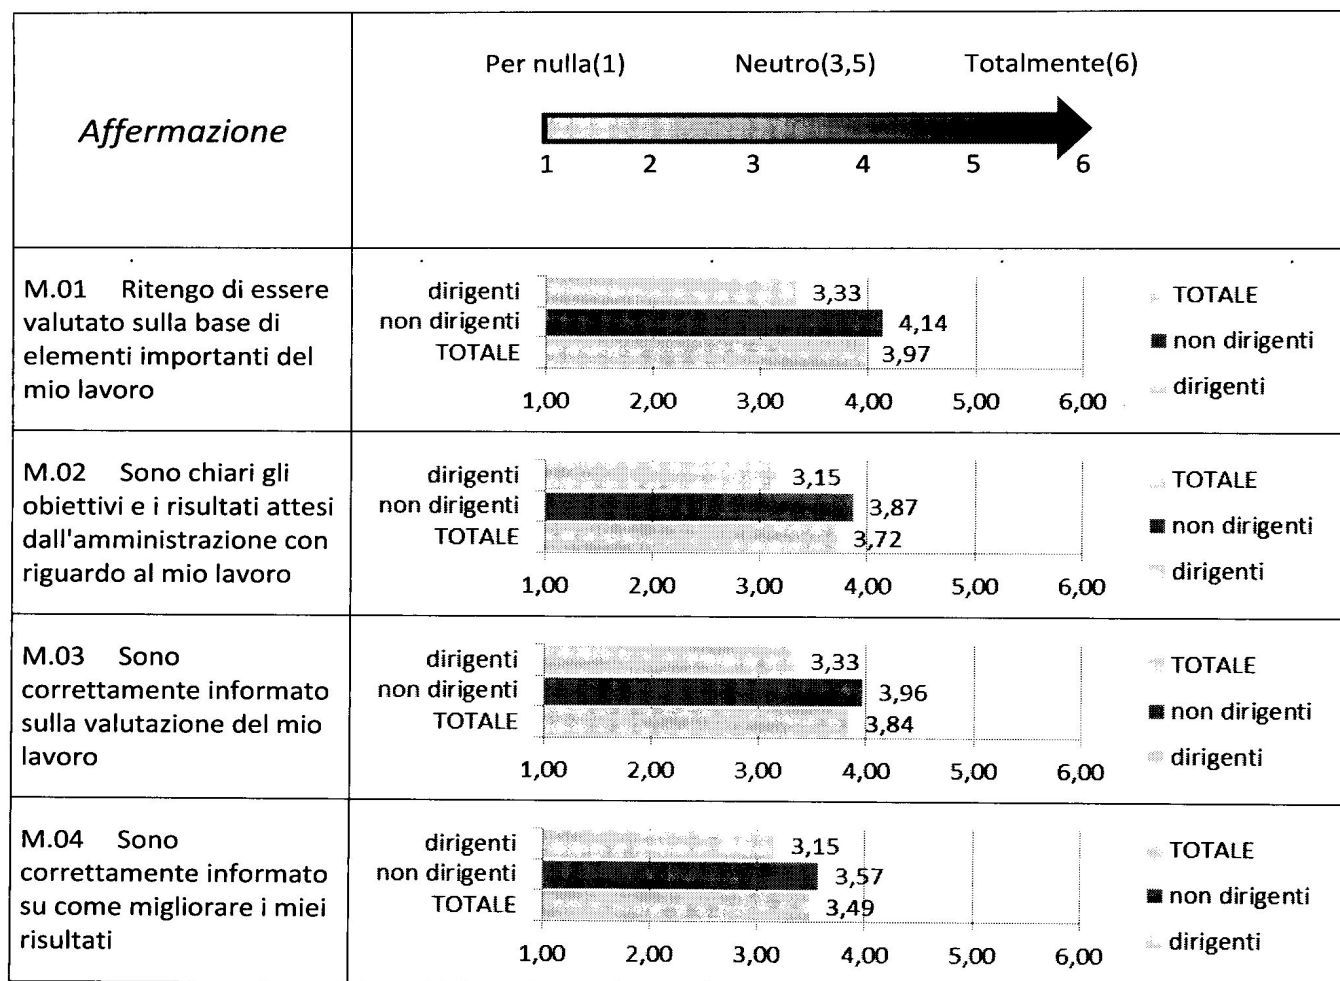 Affermazione
Per nulla(1) Neutro(3,5) Totalmente(6)
1 2 3 4 5 6
M.01 Ritengo di essere
valutato sulla base di
elementi importanti del
mio lavoro
dirigenti 3,33
non dirigenti 4,14
TOTALE 3,97
1,00 2,00 3,00 4,00 5,00 6,00
TOTALE
non dirigenti
dirigenti
M.02 Sono chiari gli
obiettivi e i risultati attesi
dall'amministrazione con
riguardo al mio lavoro
dirigenti 3,15
non dirigenti 3,87
TOTALE 3,72
1,00 2,00 3,00 4,00 5,00 6,00
TOTALE
non dirigenti
dirigenti
M.03 Sono
correttamente informato
sulla valutazione del mio
lavoro
dirigenti 3,33
non dirigenti 3,96
TOTALE 3,84
1,00 2,00 3,00 4,00 5,00 6,00
TOTALE
non dirigenti
dirigenti
M.04 Sono
correttamente informato
su come migliorare i miei
risultati
dirigenti 3,15
non dirigenti 3,57
TOTALE 3,49
1,00 2,00 3,00 4,00 5,00 6,00
TOTALE
non dirigenti
dirigenti